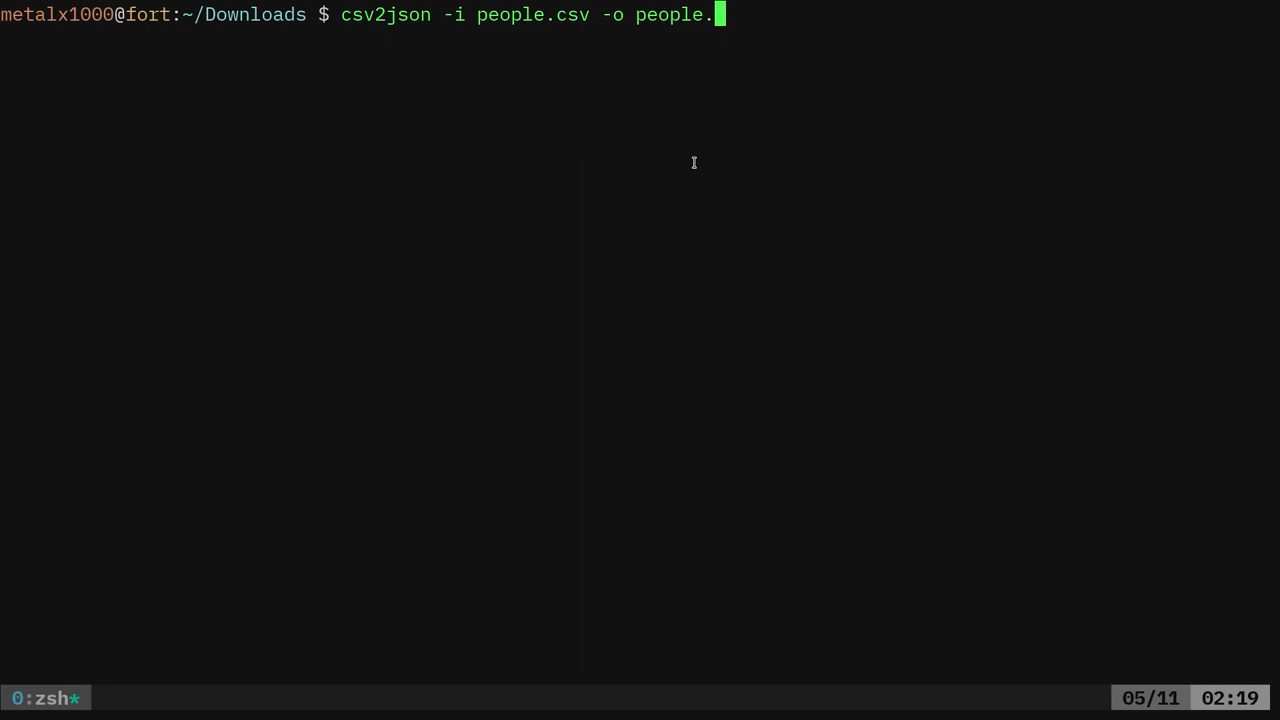 metalx1000@fort:~/Downloads $ csv2json -i people.csv -o people.
0:zsh* 05/11 02:19